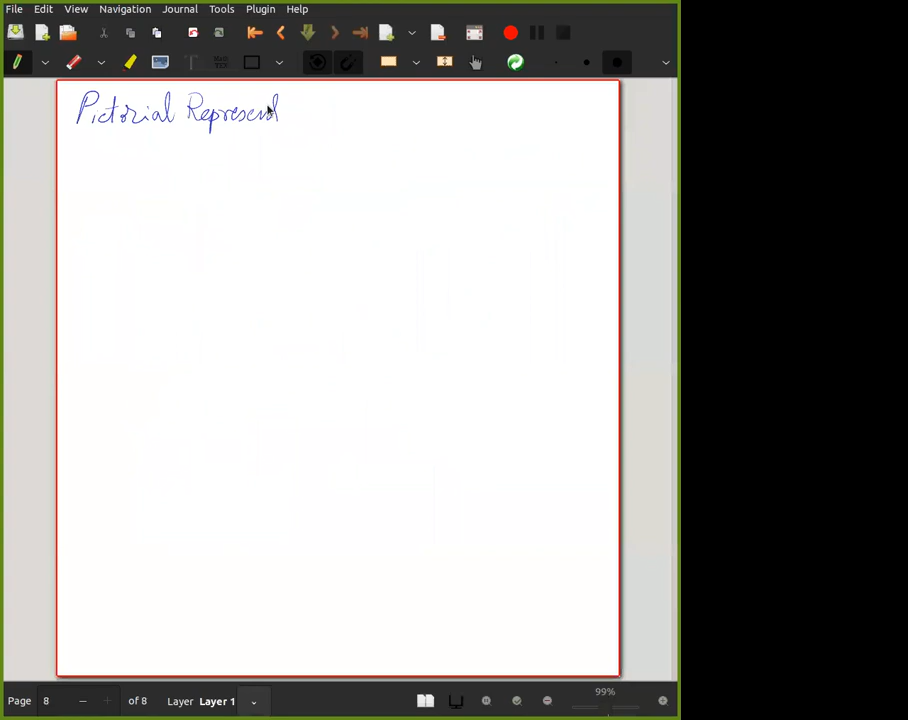 File Edit View Navigation Journal Tools Plugin Help
Pictorial Represent
Page 8 of 8 Layer Layer 1 99%